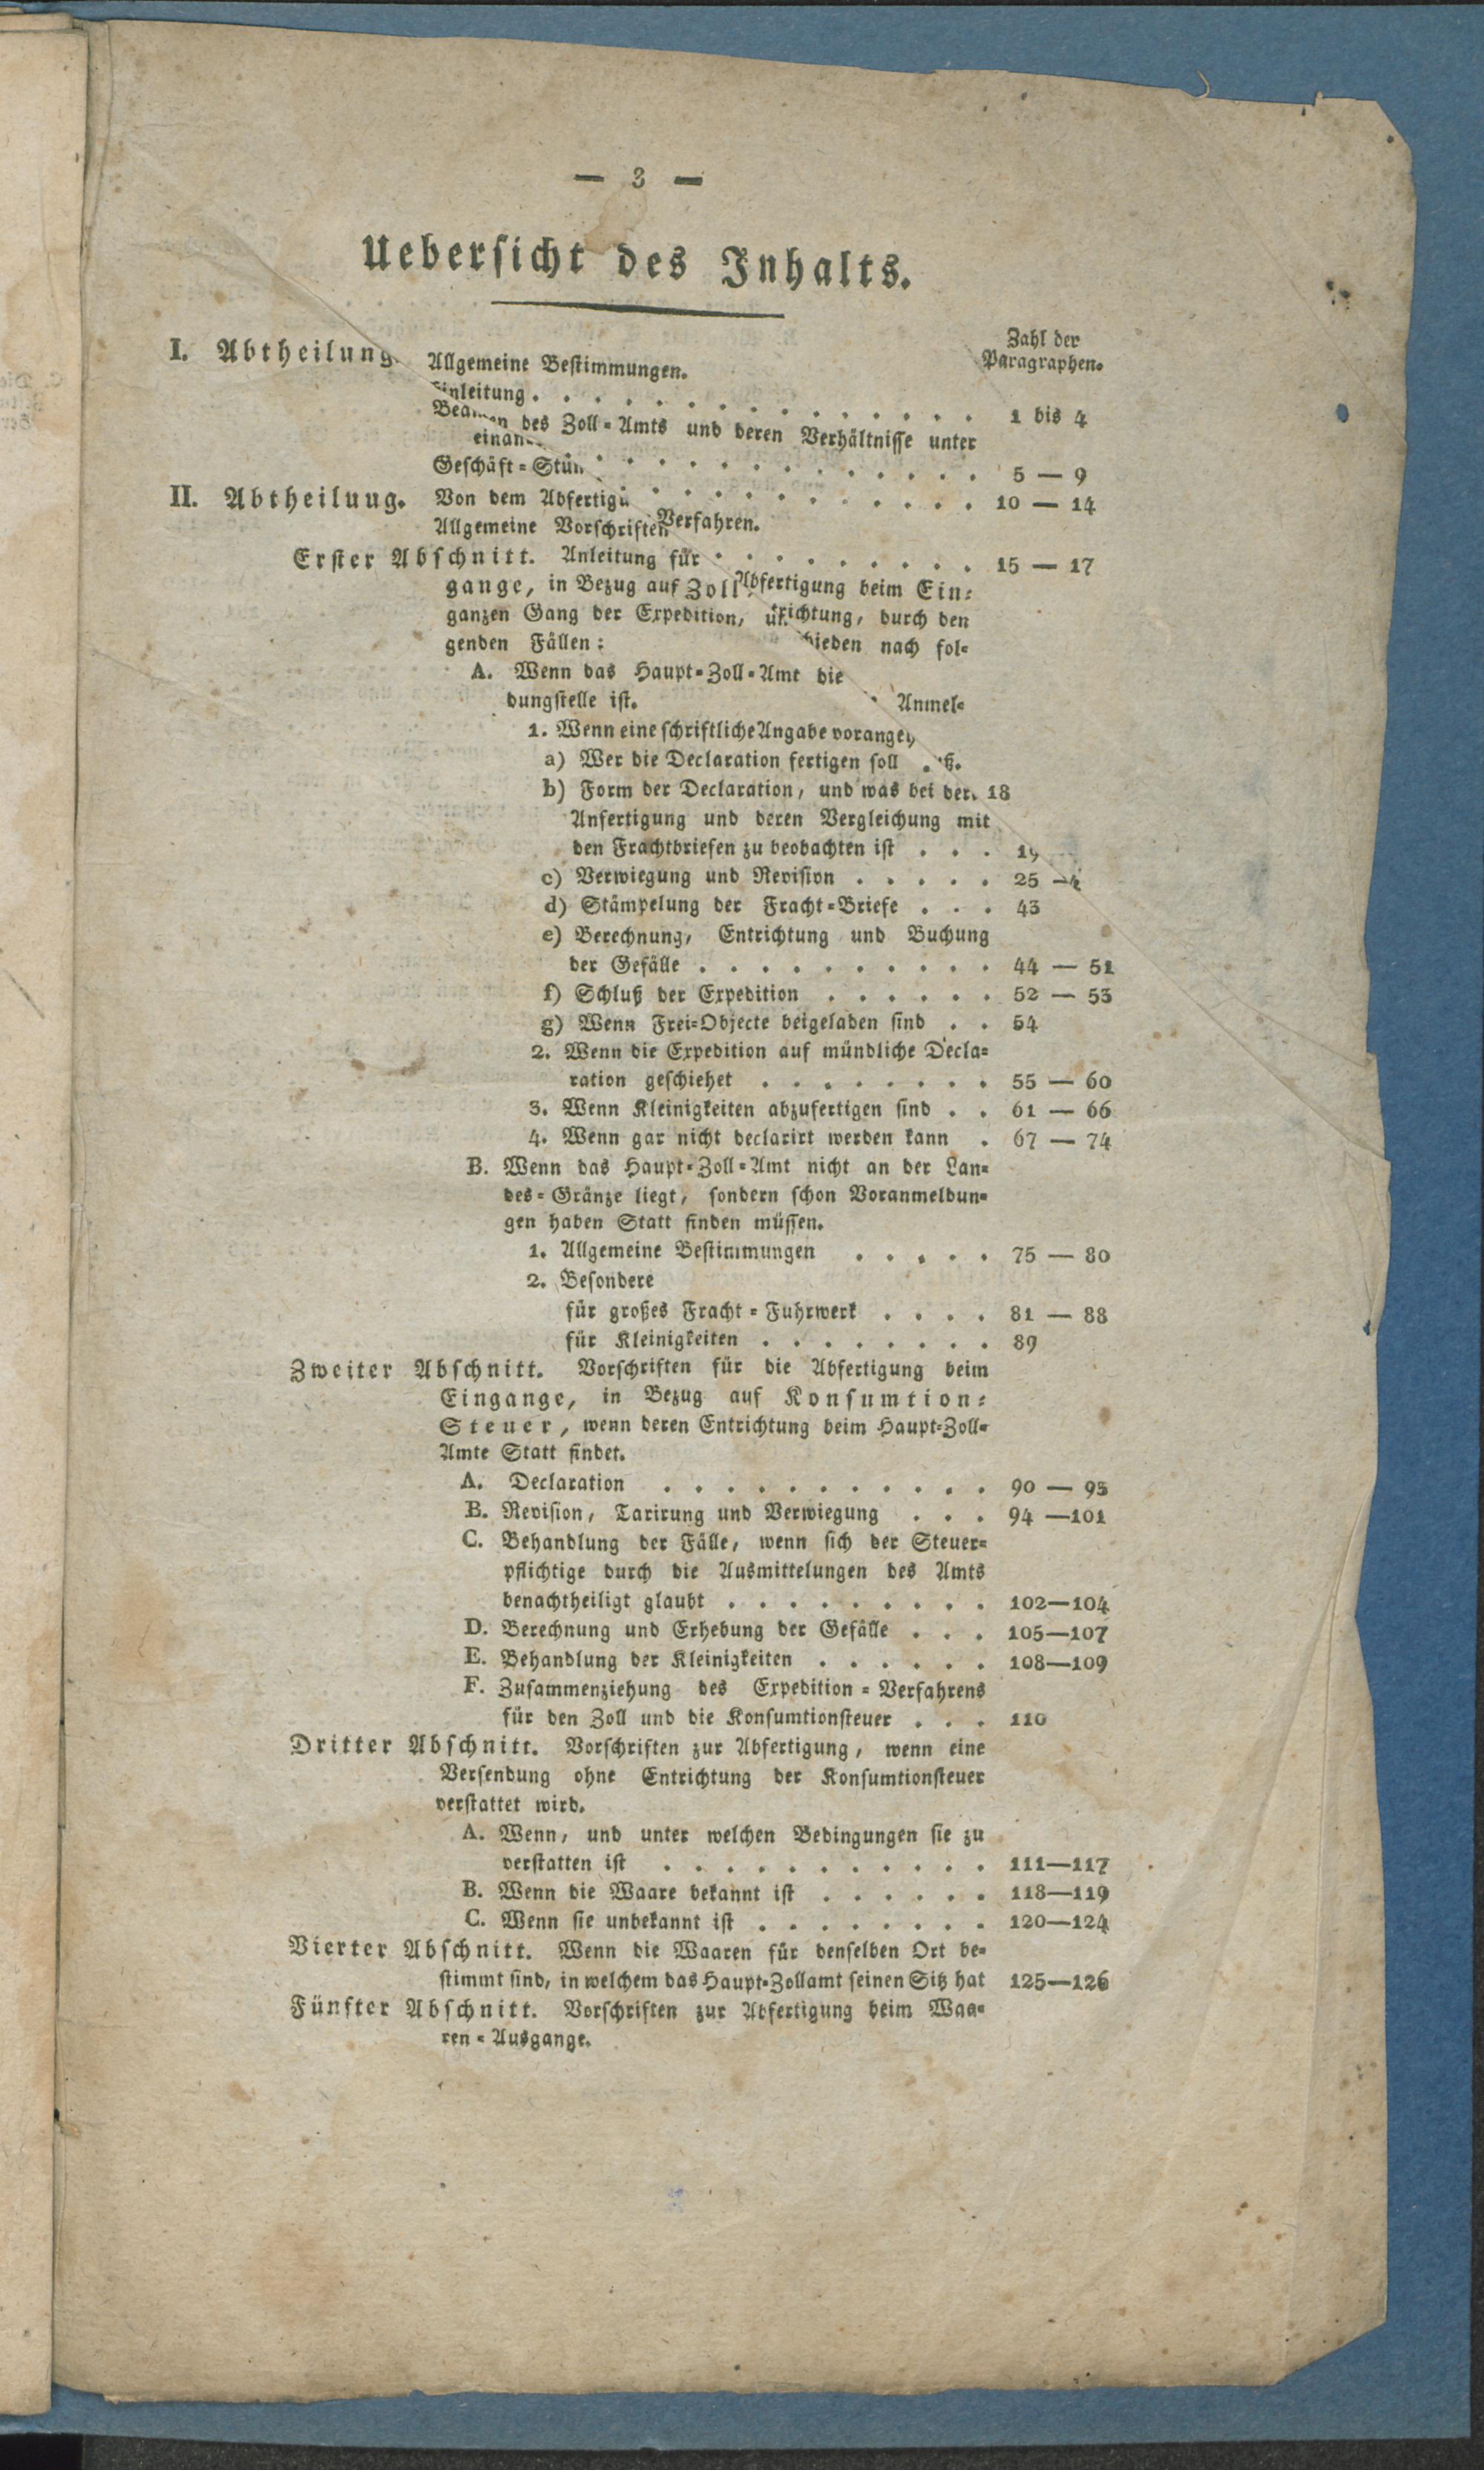 — 3 —
Uebersicht des Inhalts.
Zahl der
Paragraphen.
I. Abtheilung. Allgemeine Bestimmungen.
Einleitung . . . . . . . . . . . . . . 1 bis 4
des Zoll-Amts und deren Verhältnisse unter
. . . . . . . . . . . . . 5 — 9
Geschäft-Stün . . . . . . . . . . . 10 — 14
II. Abtheiluug. Von dem Abfertigu Verfahren.
Allgemeine Vorschriften . . . . . . . . . 15 — 17
Erster Abschnitt. Anleitung für Abfertigung beim Ein-
gange, in Bezug auf Zoll richtung, durch den
ganzen Gang der Expedition, hieden nach fol-
genden Fällen:
A. Wenn das Haupt-Zoll-Amt die Anmel-
dungstelle ist.
1. Wenn eine schriftliche Angabe vorange
a) Wer die Declaration fertigen soll . 18
b) Form der Declaration, und was bei der.
Anfertigung und deren Vergleichung mit
den Frachtbriefen zu beobachten ist . . . 19
c) Verwiegung und Revision . . . . . 25 —
d) Stämpelung der Fracht-Briefe . . . 43
e) Berechnung, Entrichtung und Buchung
der Gefälle . . . . . . . . . . 44 — 51
f) Schluß der Expedition . . . . . . 52 — 53
g) Wenn Frei-Objecte beigeladen sind . . 54
2. Wenn die Expedition auf mündliche Decla-
ration geschiehet . . . . . . . . 55 — 60
3. Wenn Kleinigkeiten abzufertigen sind . . 61 — 66
4. Wenn gar nicht declarirt werden kann . 67 — 74
B. Wenn das Haupt-Zoll-Amt nicht an der Lan-
des-Gränze liegt, sondern schon Voranmeldun-
gen haben Statt finden müssen.
1. Allgemeine Bestimmungen . . . . . 75 — 80
2. Besondere
für großes Fracht-Fuhrwerk . . . . 81 — 88
für Kleinigkeiten . . . . . . . . 89
Zweiter Abschnitt. Vorschriften für die Abfertigung beim
Eingange, in Bezug auf Konsumtion-
Steuer, wenn deren Entrichtung beim Haupt-Zoll-
Amte Statt findet.
A. Declaration . . . . . . . . . . . 90 — 93
B. Revision, Tarirung und Verwiegung . . . 94 —101
C. Behandlung der Fälle, wenn sich der Steuer-
pflichtige durch die Ausmittelungen des Amts
benachtheiligt glaubt . . . . . . . . . 102—104
D. Berechnung und Erhebung der Gefälle . . . 105—107
E. Behandlung der Kleinigkeiten . . . . . . 108—109
F. Zusammenziehung des Expedition-Verfahrens
für den Zoll und die Konsumtionsteuer . . . 110
Dritter Abschnitt. Vorschriften zur Abfertigung, wenn eine
Versendung ohne Entrichtung der Konsumtionsteuer
verstattet wird.
A. Wenn, und unter welchen Bedingungen sie zu
verstatten ist . . . . . . . . . . . 111—117
B. Wenn die Waare bekannt ist . . . . . . 118—119
C. Wenn sie unbekannt ist . . . . . . . . 120—124
Vierter Abschnitt. Wenn die Waaren für denselben Ort be-
stimmt sind, in welchem das Haupt-Zollamt seinen Sitz hat 125—126
Fünfter Abschnitt. Vorschriften zur Abfertigung beim Waa-
ren-Ausgange.